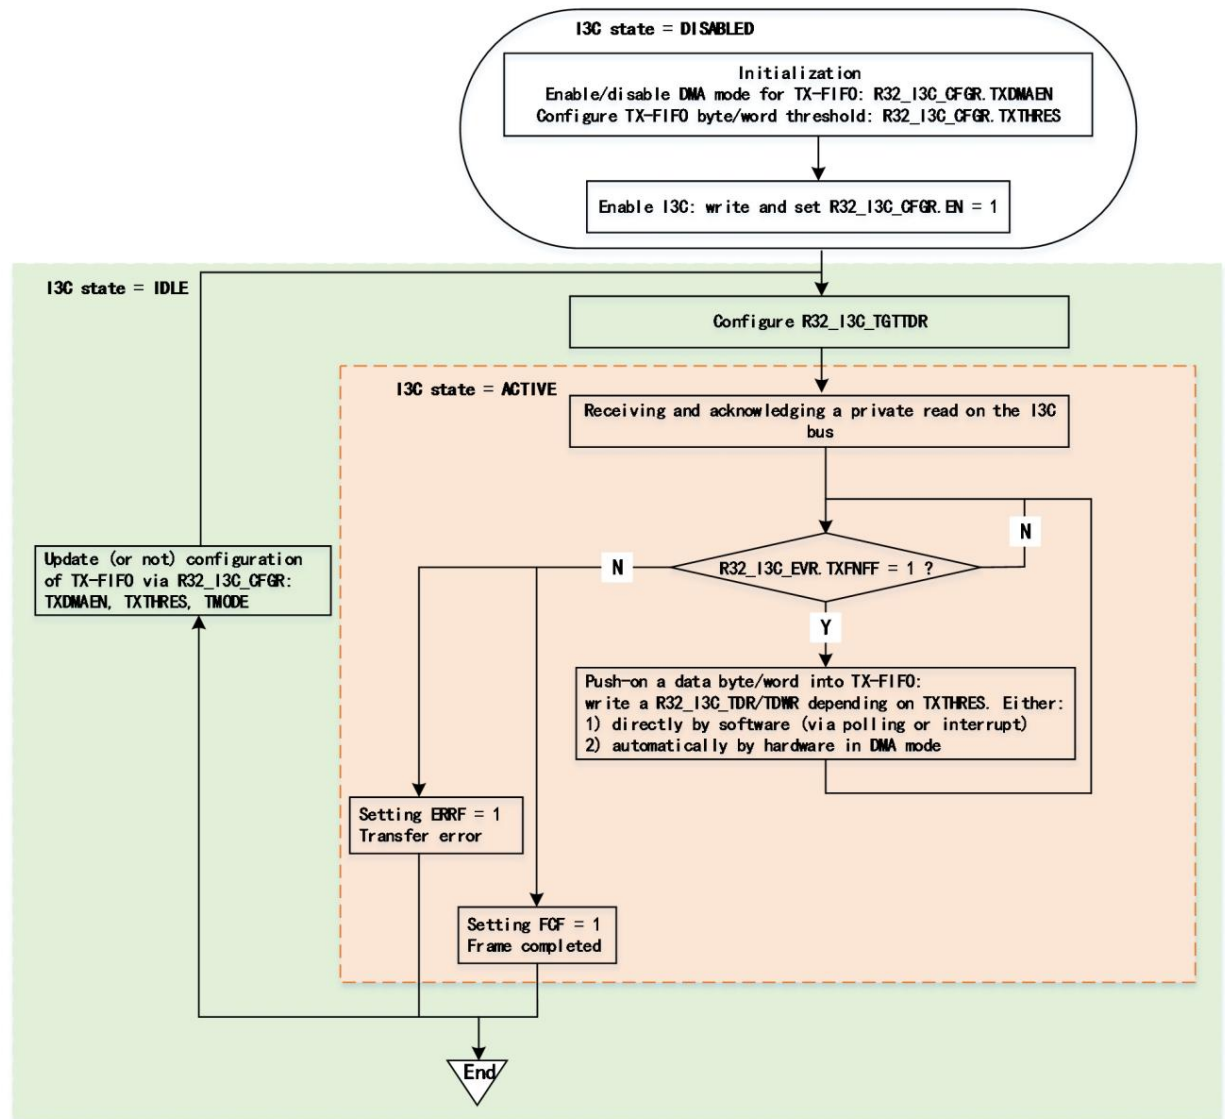 I3C state = DISABLED
Initialization
Enable/disable DMA mode for TX-FIFO: R32_I3C_CFGR.TXDMAEN
Configure TX-FIFO byte/word threshold: R32_I3C_CFGR.TXTHRES
Enable I3C: write and set R32_I3C_CFGR.EN = 1
I3C state = IDLE
Configure R32_I3C_TGTTDR
I3C state = ACTIVE
Receiving and acknowledging a private read on the I3C
bus
N
Update (or not) configuration
of TX-FIFO via R32_I3C_CFGR:
TXDMAEN, TXTHRES, TMODE
N
R32_I3C_EVR.TXFNFF = 1 ?
Y
Push-on a data byte/word into TX-FIFO:
write a R32_I3C_TDR/TDWR depending on TXTHRES. Either:
1) directly by software (via polling or interrupt)
2) automatically by hardware in DMA mode
Setting ERRF = 1
Transfer error
Setting FCF = 1
Frame completed
End